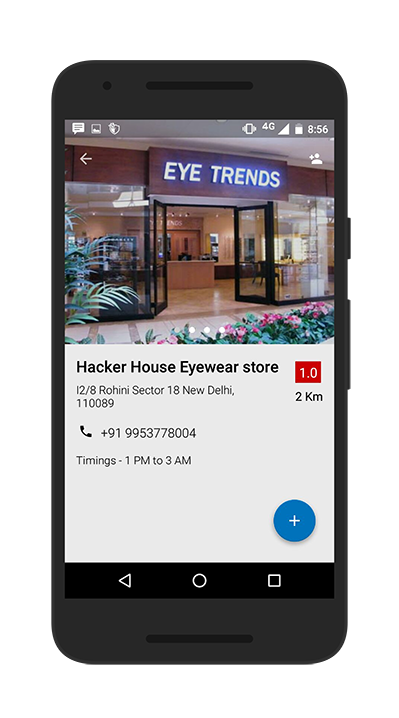 4G 8:56
EYE TRENDS
Hacker House Eyewear store
1.0
I2/8 Rohini Sector 18 New Delhi,
110089
2 Km
+91 9953778004
Timings - 1 PM to 3 AM